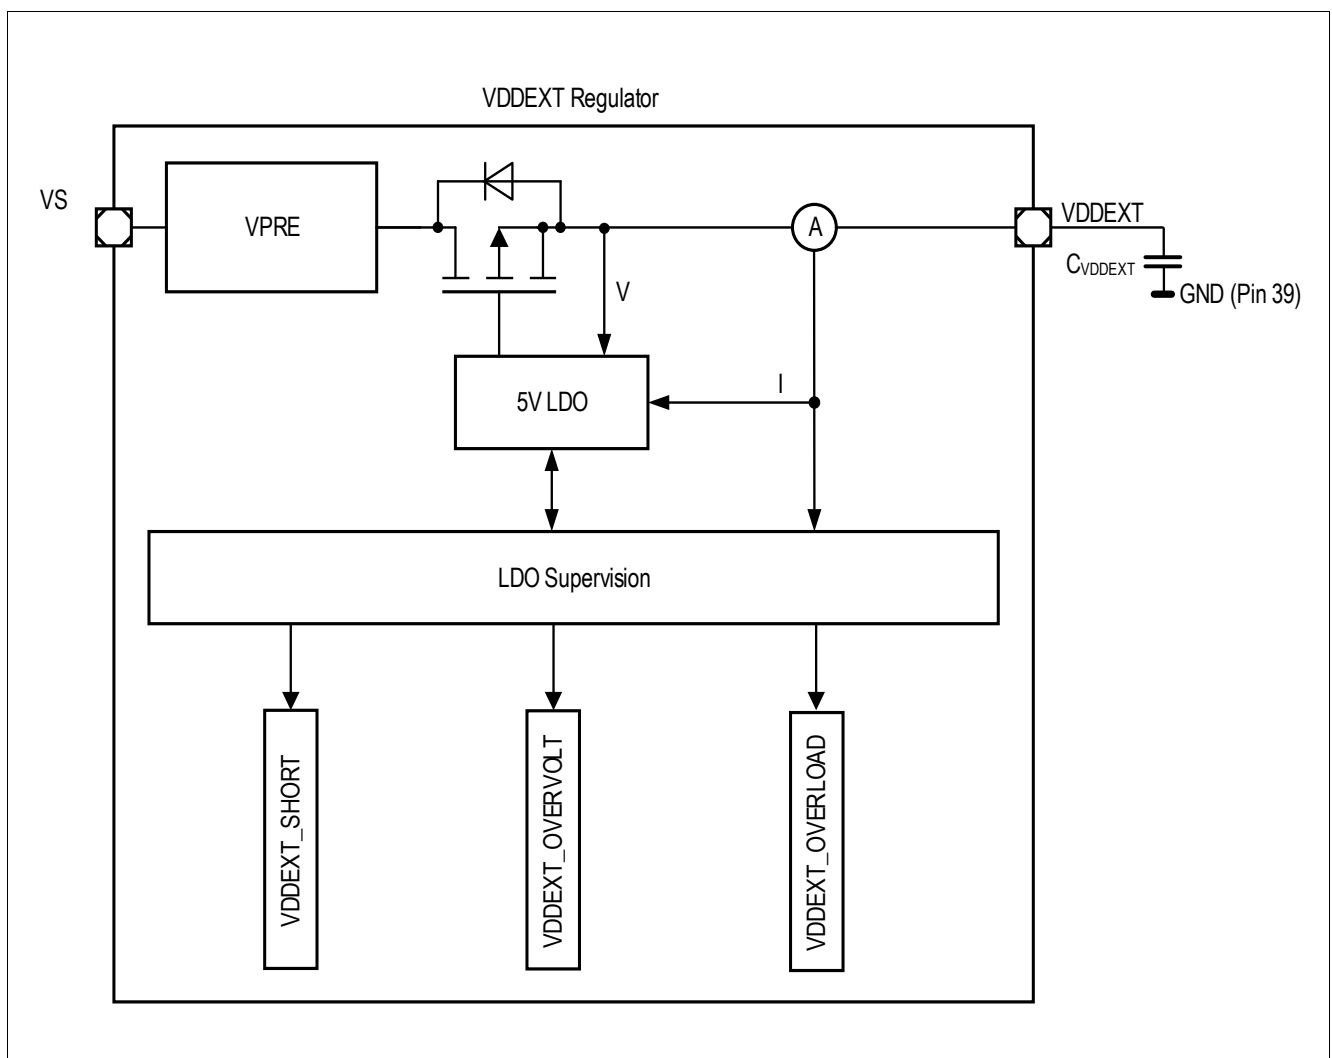 VDDEXT Regulator
VS
VPRE
VDDEXT
A
CVDDEXT
GND (Pin 39)
V
I
5V LDO
LDO Supervision
VDDEXT_SHORT
VDDEXT_OVERVOLT
VDDEXT_OVERLOAD